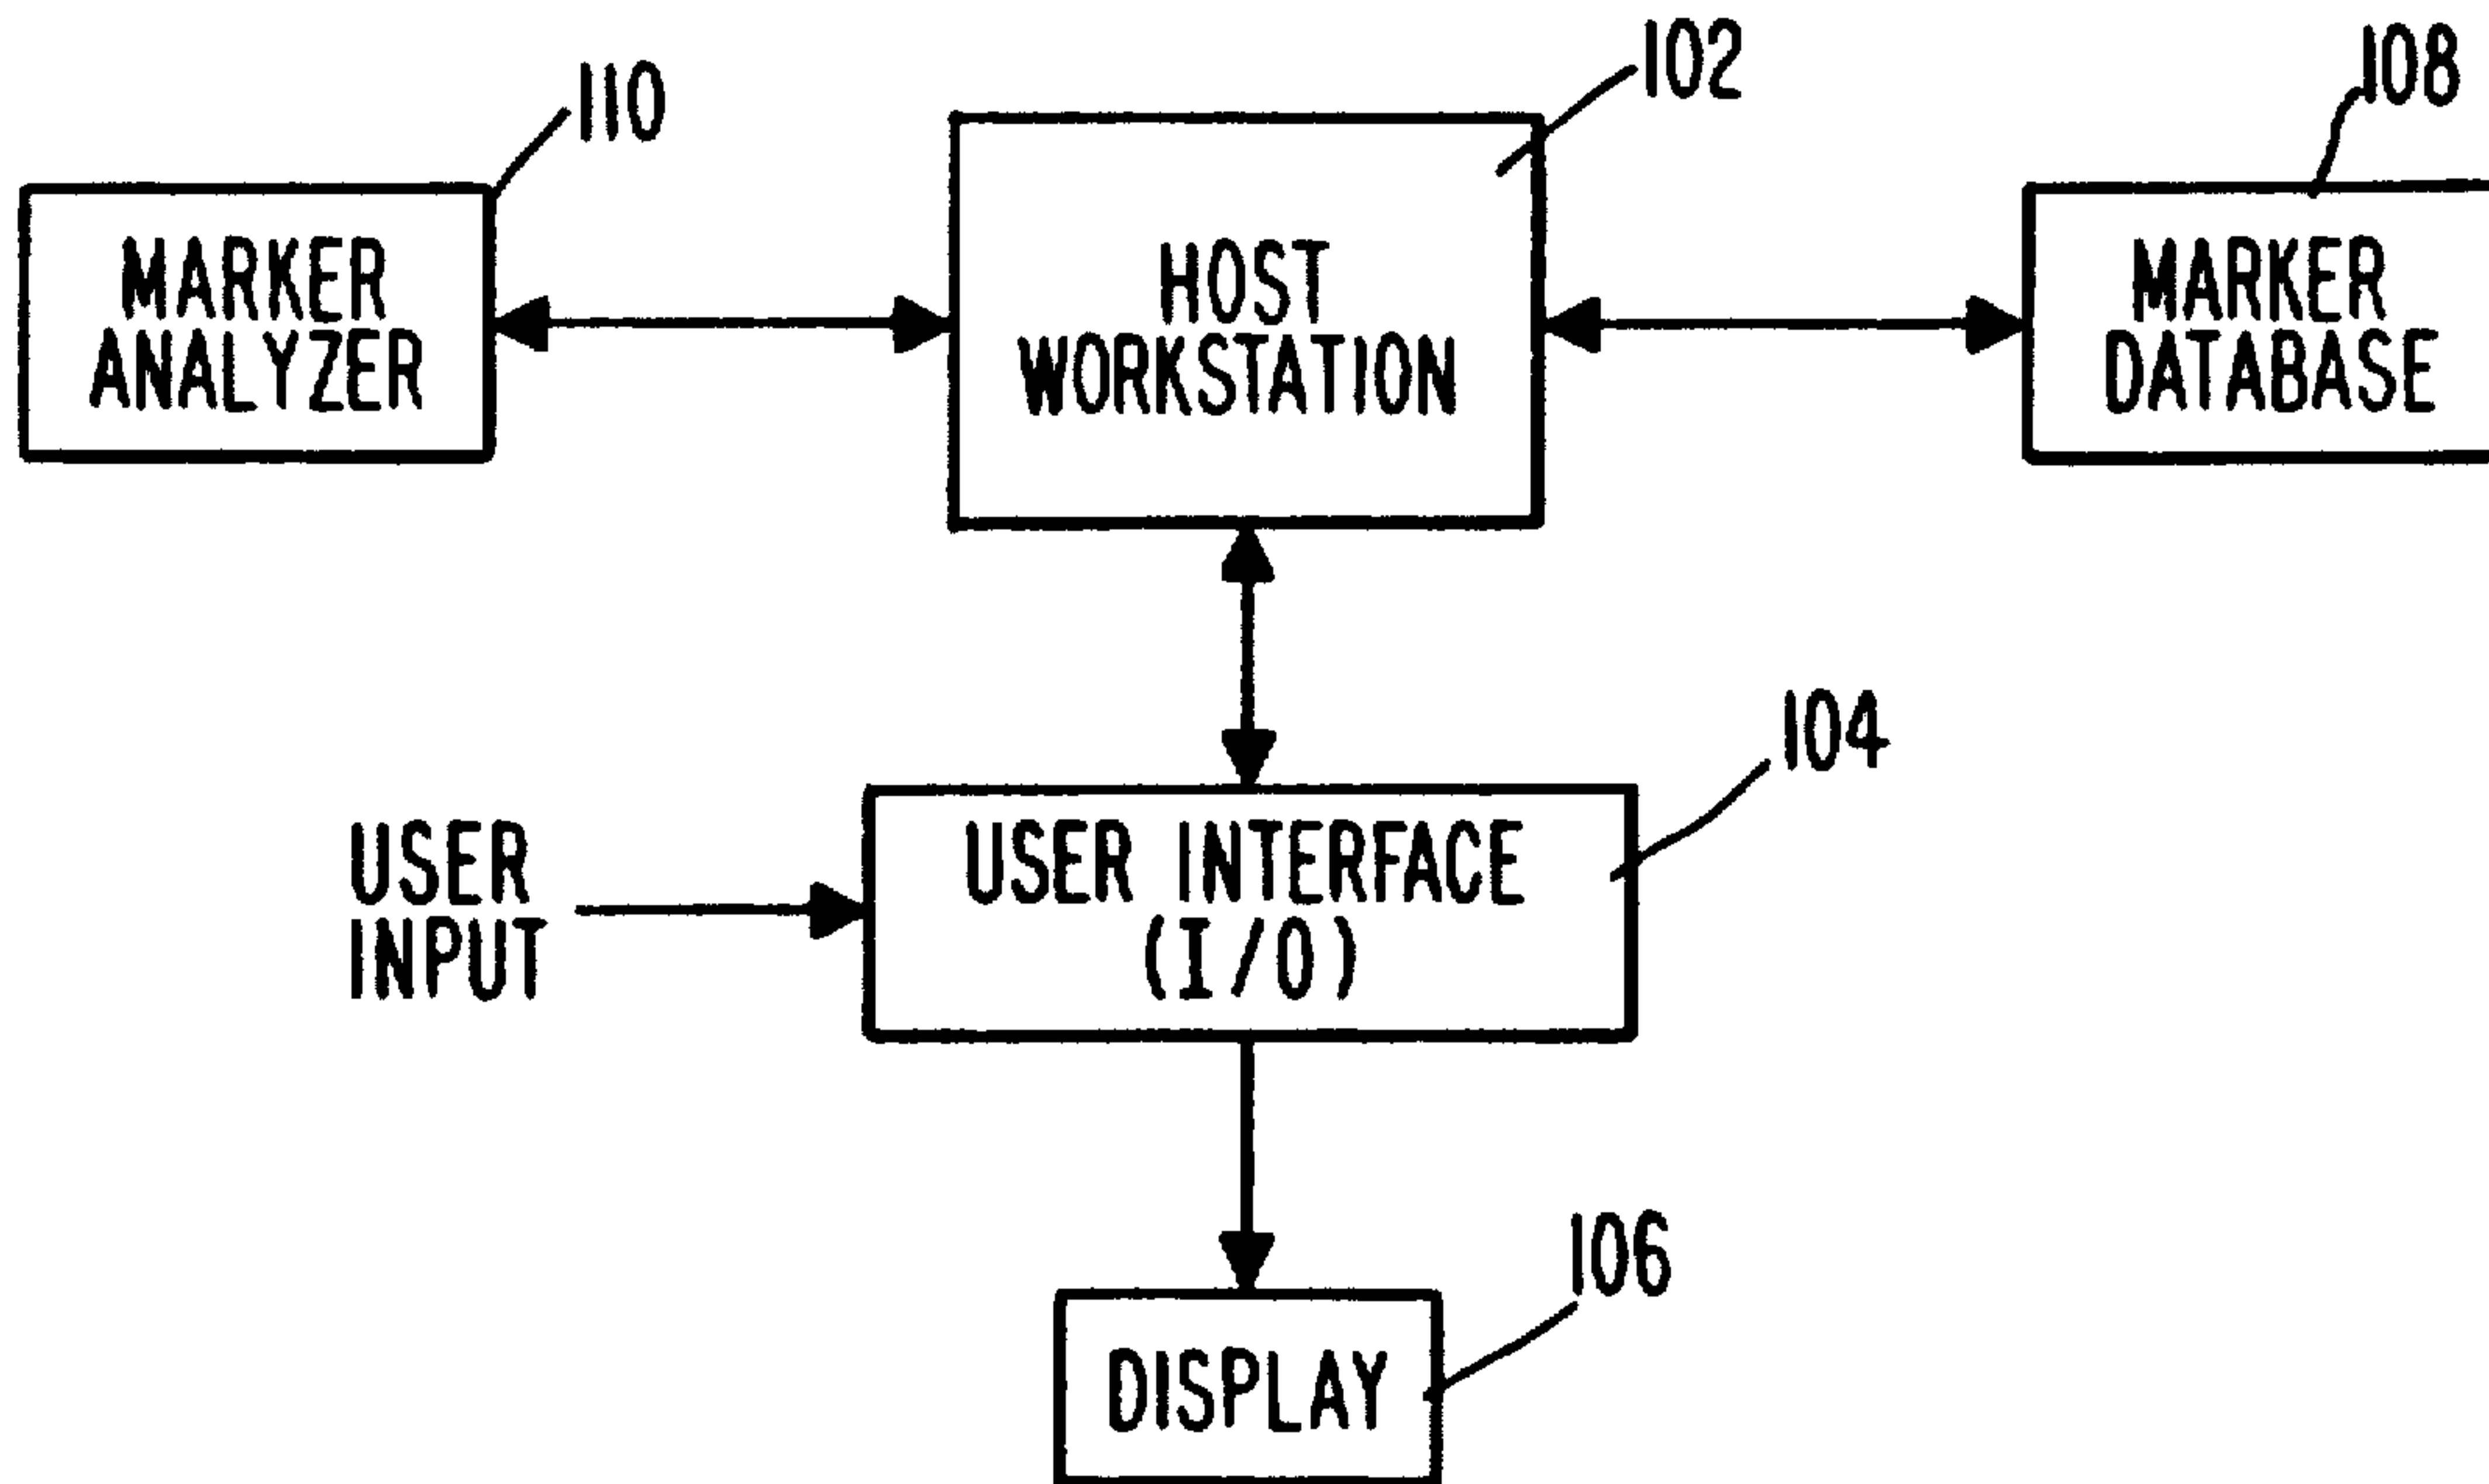 110
102
108
MARKER
ANALYZER
HOST
WORKSTATION
MARKER
DATABASE
104
USER
INPUT
USER INTERFACE
(I/O)
106
DISPLAY